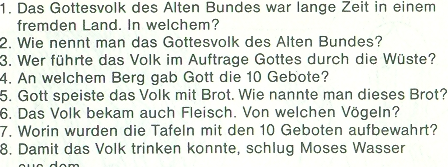 1. Das Gottesvolk des Alten Bundes war lange Zeit in einem
fremden Land. In welchem?
2. Wie nennt man das Gottesvolk des Alten Bundes?
3. Wer führte das Volk im Auftrage Gottes durch die Wüste?
4. An welchem Berg gab Gott die 10 Gebote?
5. Gott speiste das Volk mit Brot. Wie nannte man dieses Brot?
6. Das Volk bekam auch Fleisch. Von welchen Vögeln?
7. Worin wurden die Tafeln mit den 10 Geboten aufbewahrt?
8. Damit das Volk trinken konnte, schlug Moses Wasser
aus dem